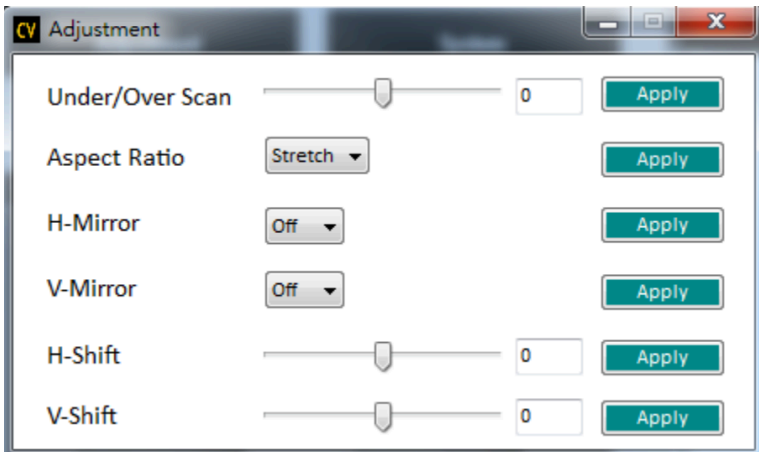 CV Adjustment
Under/Over Scan 0 Apply
Aspect Ratio Stretch Apply
H-Mirror Off Apply
V-Mirror Off Apply
H-Shift 0 Apply
V-Shift 0 Apply